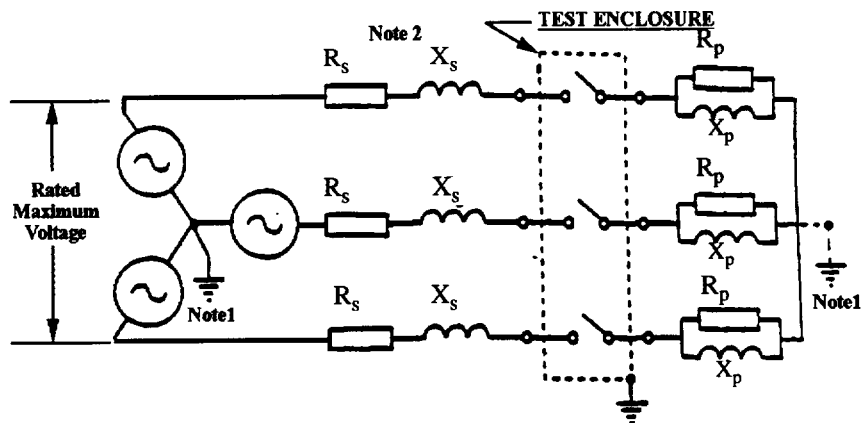 TEST ENCLOSURE
Note 2
Rs Xs Rp
Xp
Rated
Maximum
Voltage
Rs Xs Rp
Xp
Note1
Note1
Rs Xs Rp
Xp